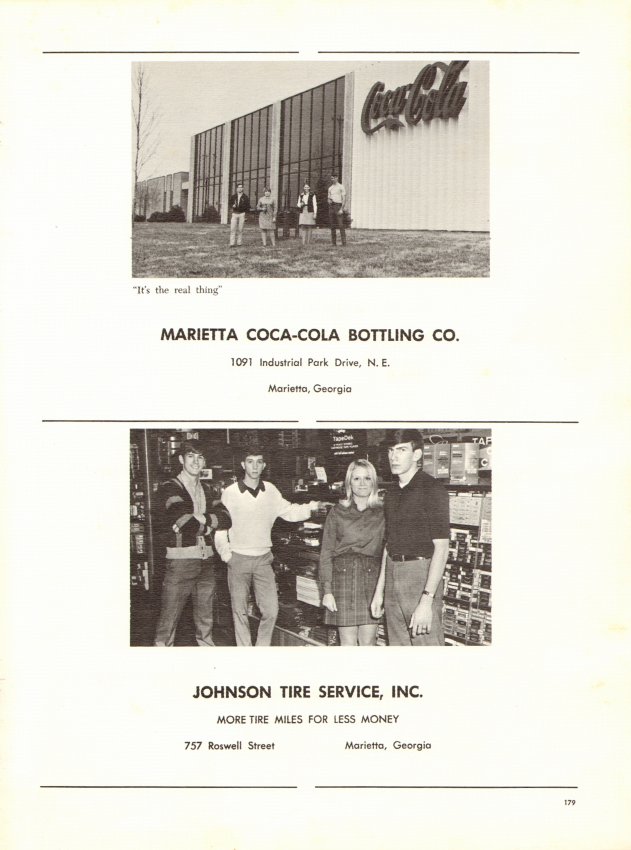 Coca-Cola
"It's the real thing"
MARIETTA COCA-COLA BOTTLING CO.
1091 Industrial Park Drive, N. E.
Marietta, Georgia
TapeDek
TAP
JOHNSON TIRE SERVICE, INC.
MORE TIRE MILES FOR LESS MONEY
757 Roswell Street Marietta, Georgia
179